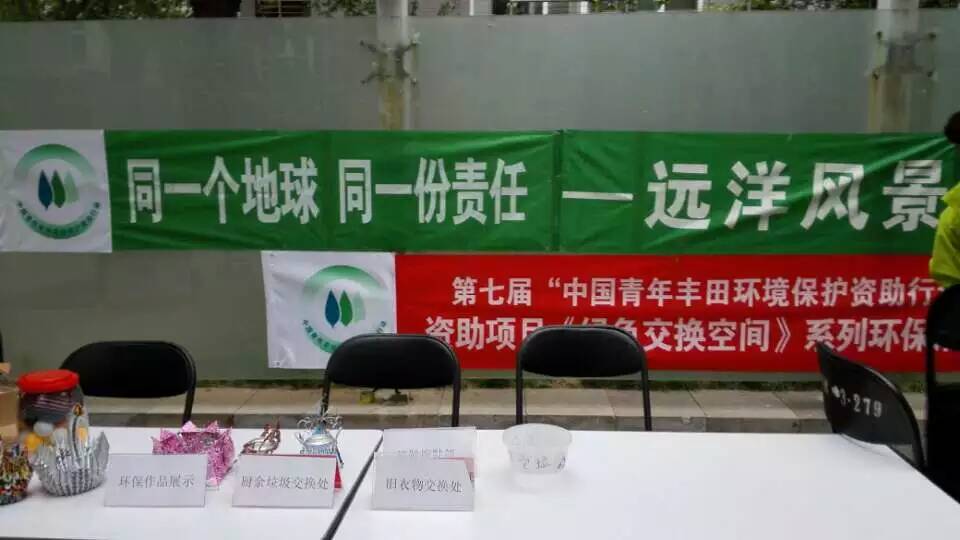 同一个地球 同一份责任 — 远洋风景
第七届“中国青年丰田环境保护资助行
资助项目《绿色交换空间》系列环保
3-279
环保作品展示
厨余垃圾交换处
旧衣物交换处